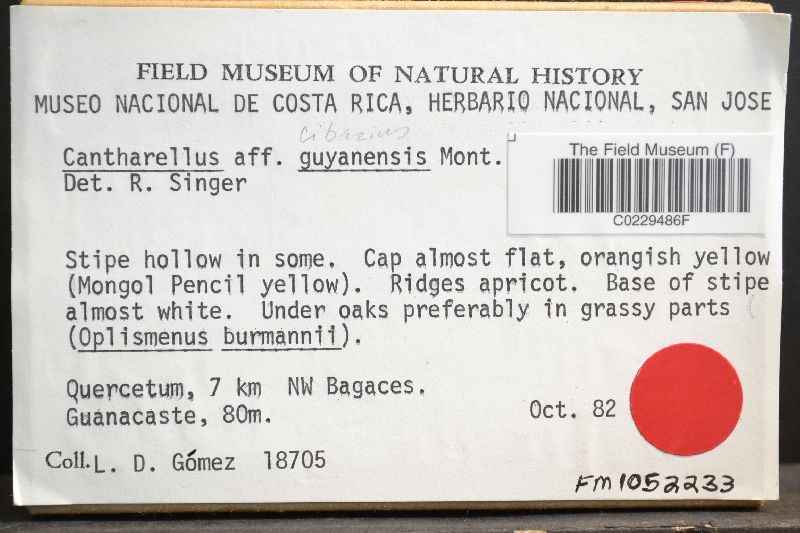 FIELD MUSEUM OF NATURAL HISTORY
MUSEO NACIONAL DE COSTA RICA, HERBARIO NACIONAL, SAN JOSE
cibarius
Cantharellus aff. guyanensis Mont.
Det. R. Singer
The Field Museum (F)
C0229486F
Stipe hollow in some. Cap almost flat, orangish yellow
(Mongol Pencil yellow). Ridges apricot. Base of stipe
almost white. Under oaks preferably in grassy parts
(Oplismenus burmannii).
Quercetum, 7 km NW Bagaces.
Guanacaste, 80m.
Oct. 82
Coll. L. D. Gómez 18705
FM1052233